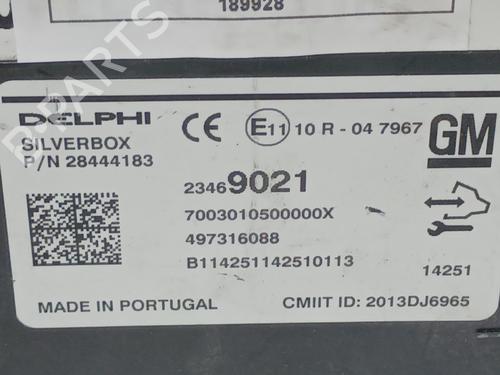 189928
DELPHI
SILVERBOX
P/N 28444183
CE E11 10 R - 04 7967
GM
23469021
7003010500000X
497316088
B114251142510113
14251
MADE IN PORTUGAL
CMIIT ID: 2013DJ6965